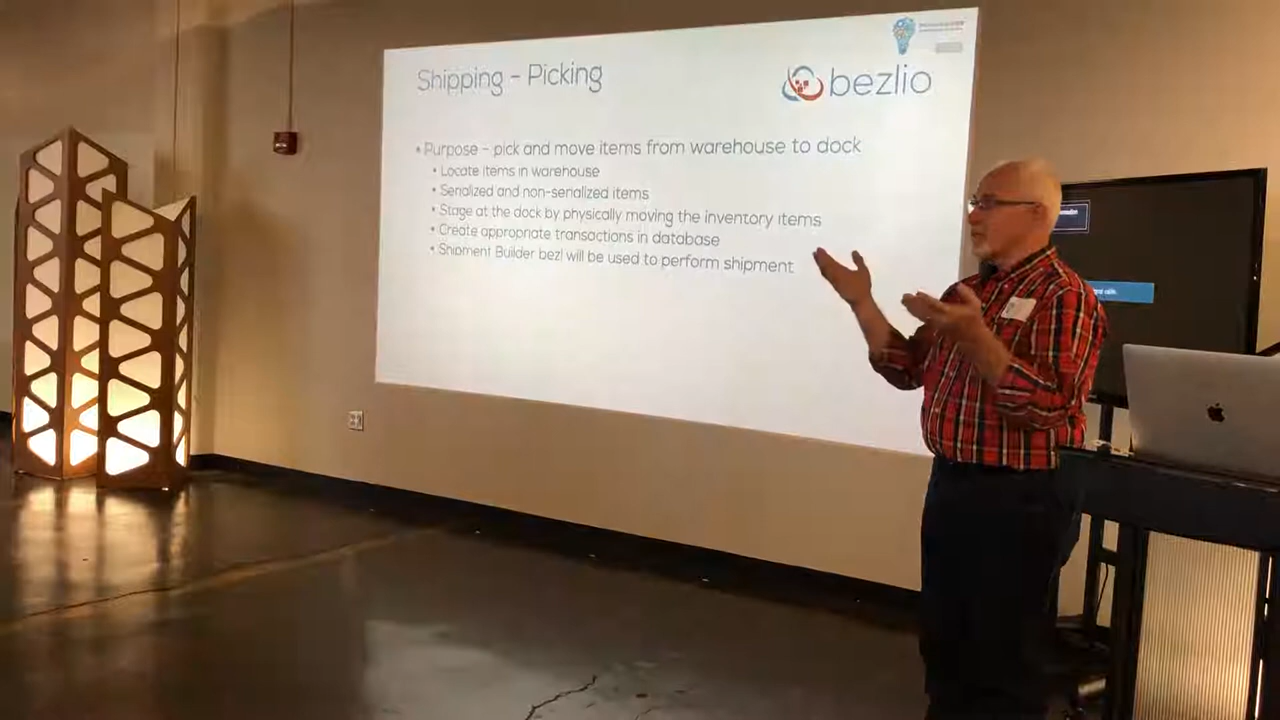 Shipping - Picking
bezlio
• Purpose - pick and move items from warehouse to dock
• Locate items in warehouse
• Serialized and non-serialized items
• Stage at the dock by physically moving the inventory items
• Create appropriate transactions in database
• Shipment Builder bezl will be used to perform shipment